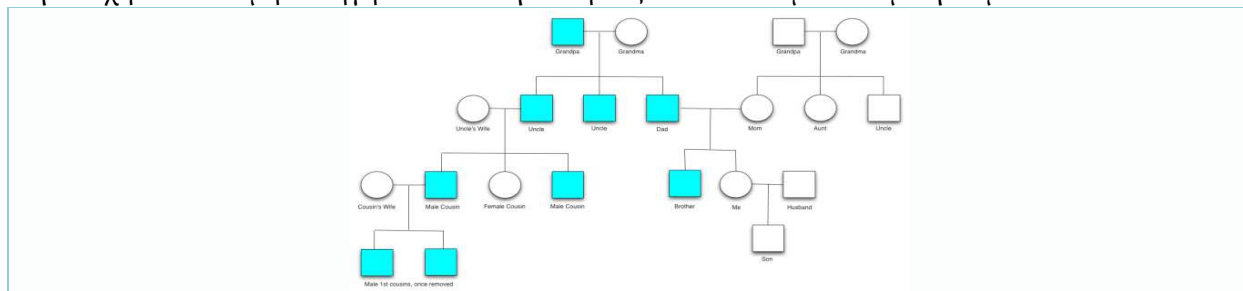 Grandpa Grandma Grandpa Grandma
Uncle's Wife Uncle Uncle Dad Mom Aunt Uncle
Cousin's Wife Male Cousin Female Cousin Male Cousin Brother Me Husband
Son
Male 1st cousins, once removed